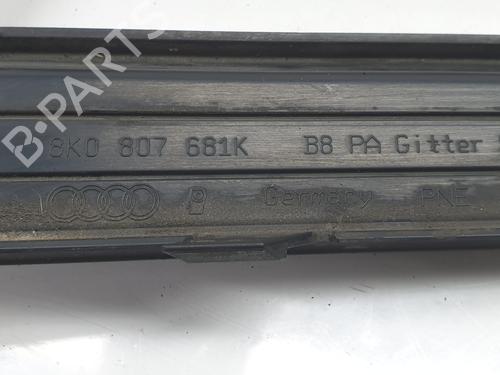 B-PARTS
8K0 807 681K B8 PA Gitter
Germany PNE